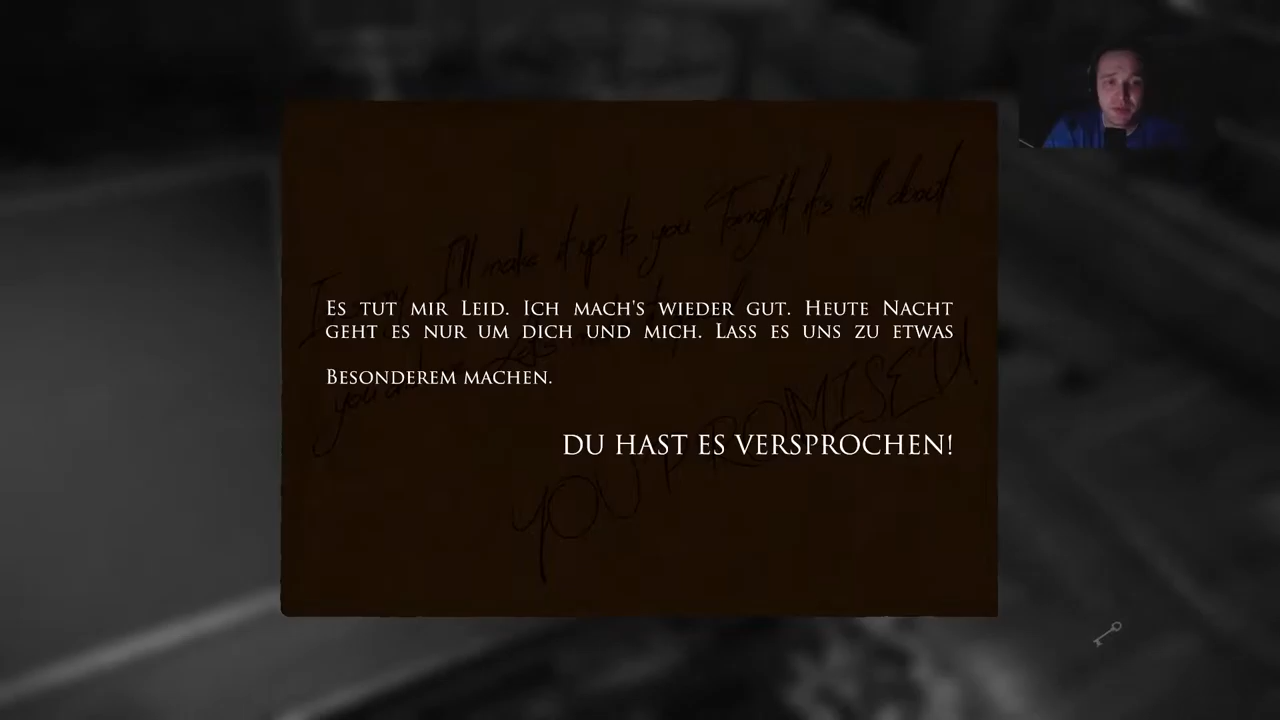 I'll make it up to you Tonight it's all about
Es tut mir Leid. Ich mach's wieder gut. Heute Nacht
geht es nur um dich und mich. Lass es uns zu etwas
Besonderem machen.
DU HAST ES VERSPROCHEN!
YOU PROMISED!